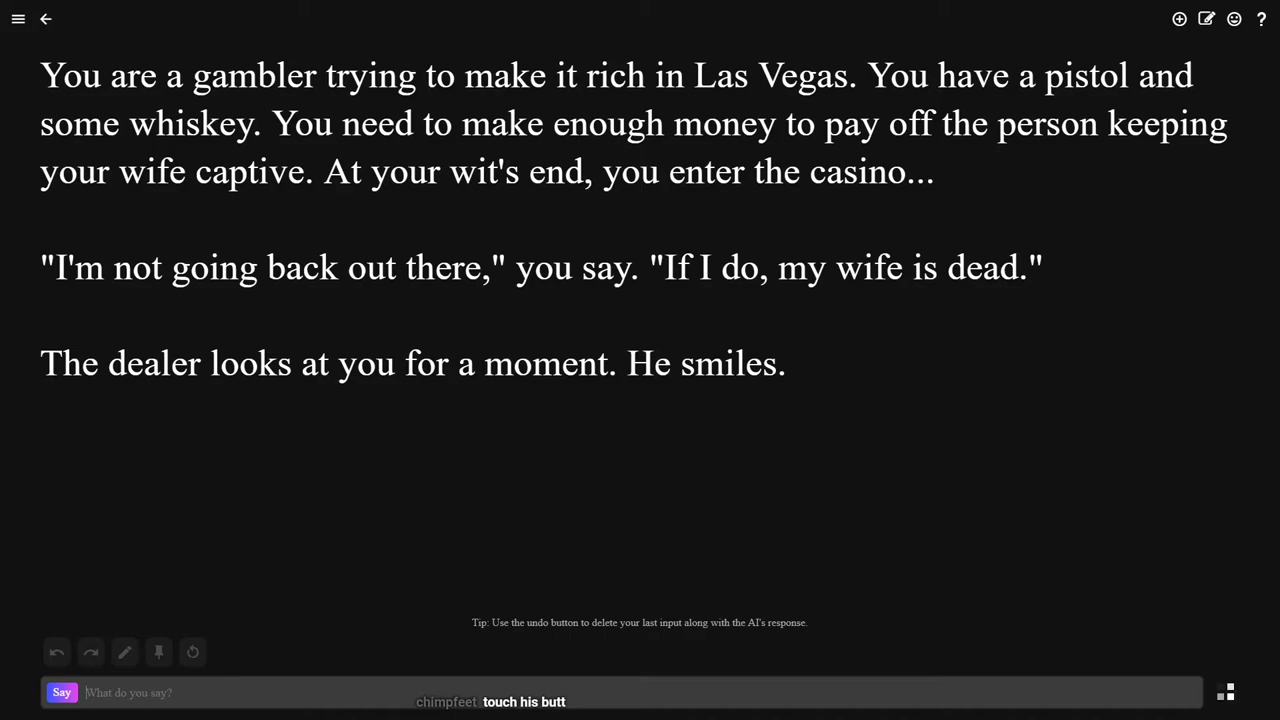 You are a gambler trying to make it rich in Las Vegas. You have a pistol and
some whiskey. You need to make enough money to pay off the person keeping
your wife captive. At your wit's end, you enter the casino...
"I'm not going back out there," you say. "If I do, my wife is dead."
The dealer looks at you for a moment. He smiles.
Tip: Use the undo button to delete your last input along with the AI's response.
Say What do you say?
chimpfeet touch his butt